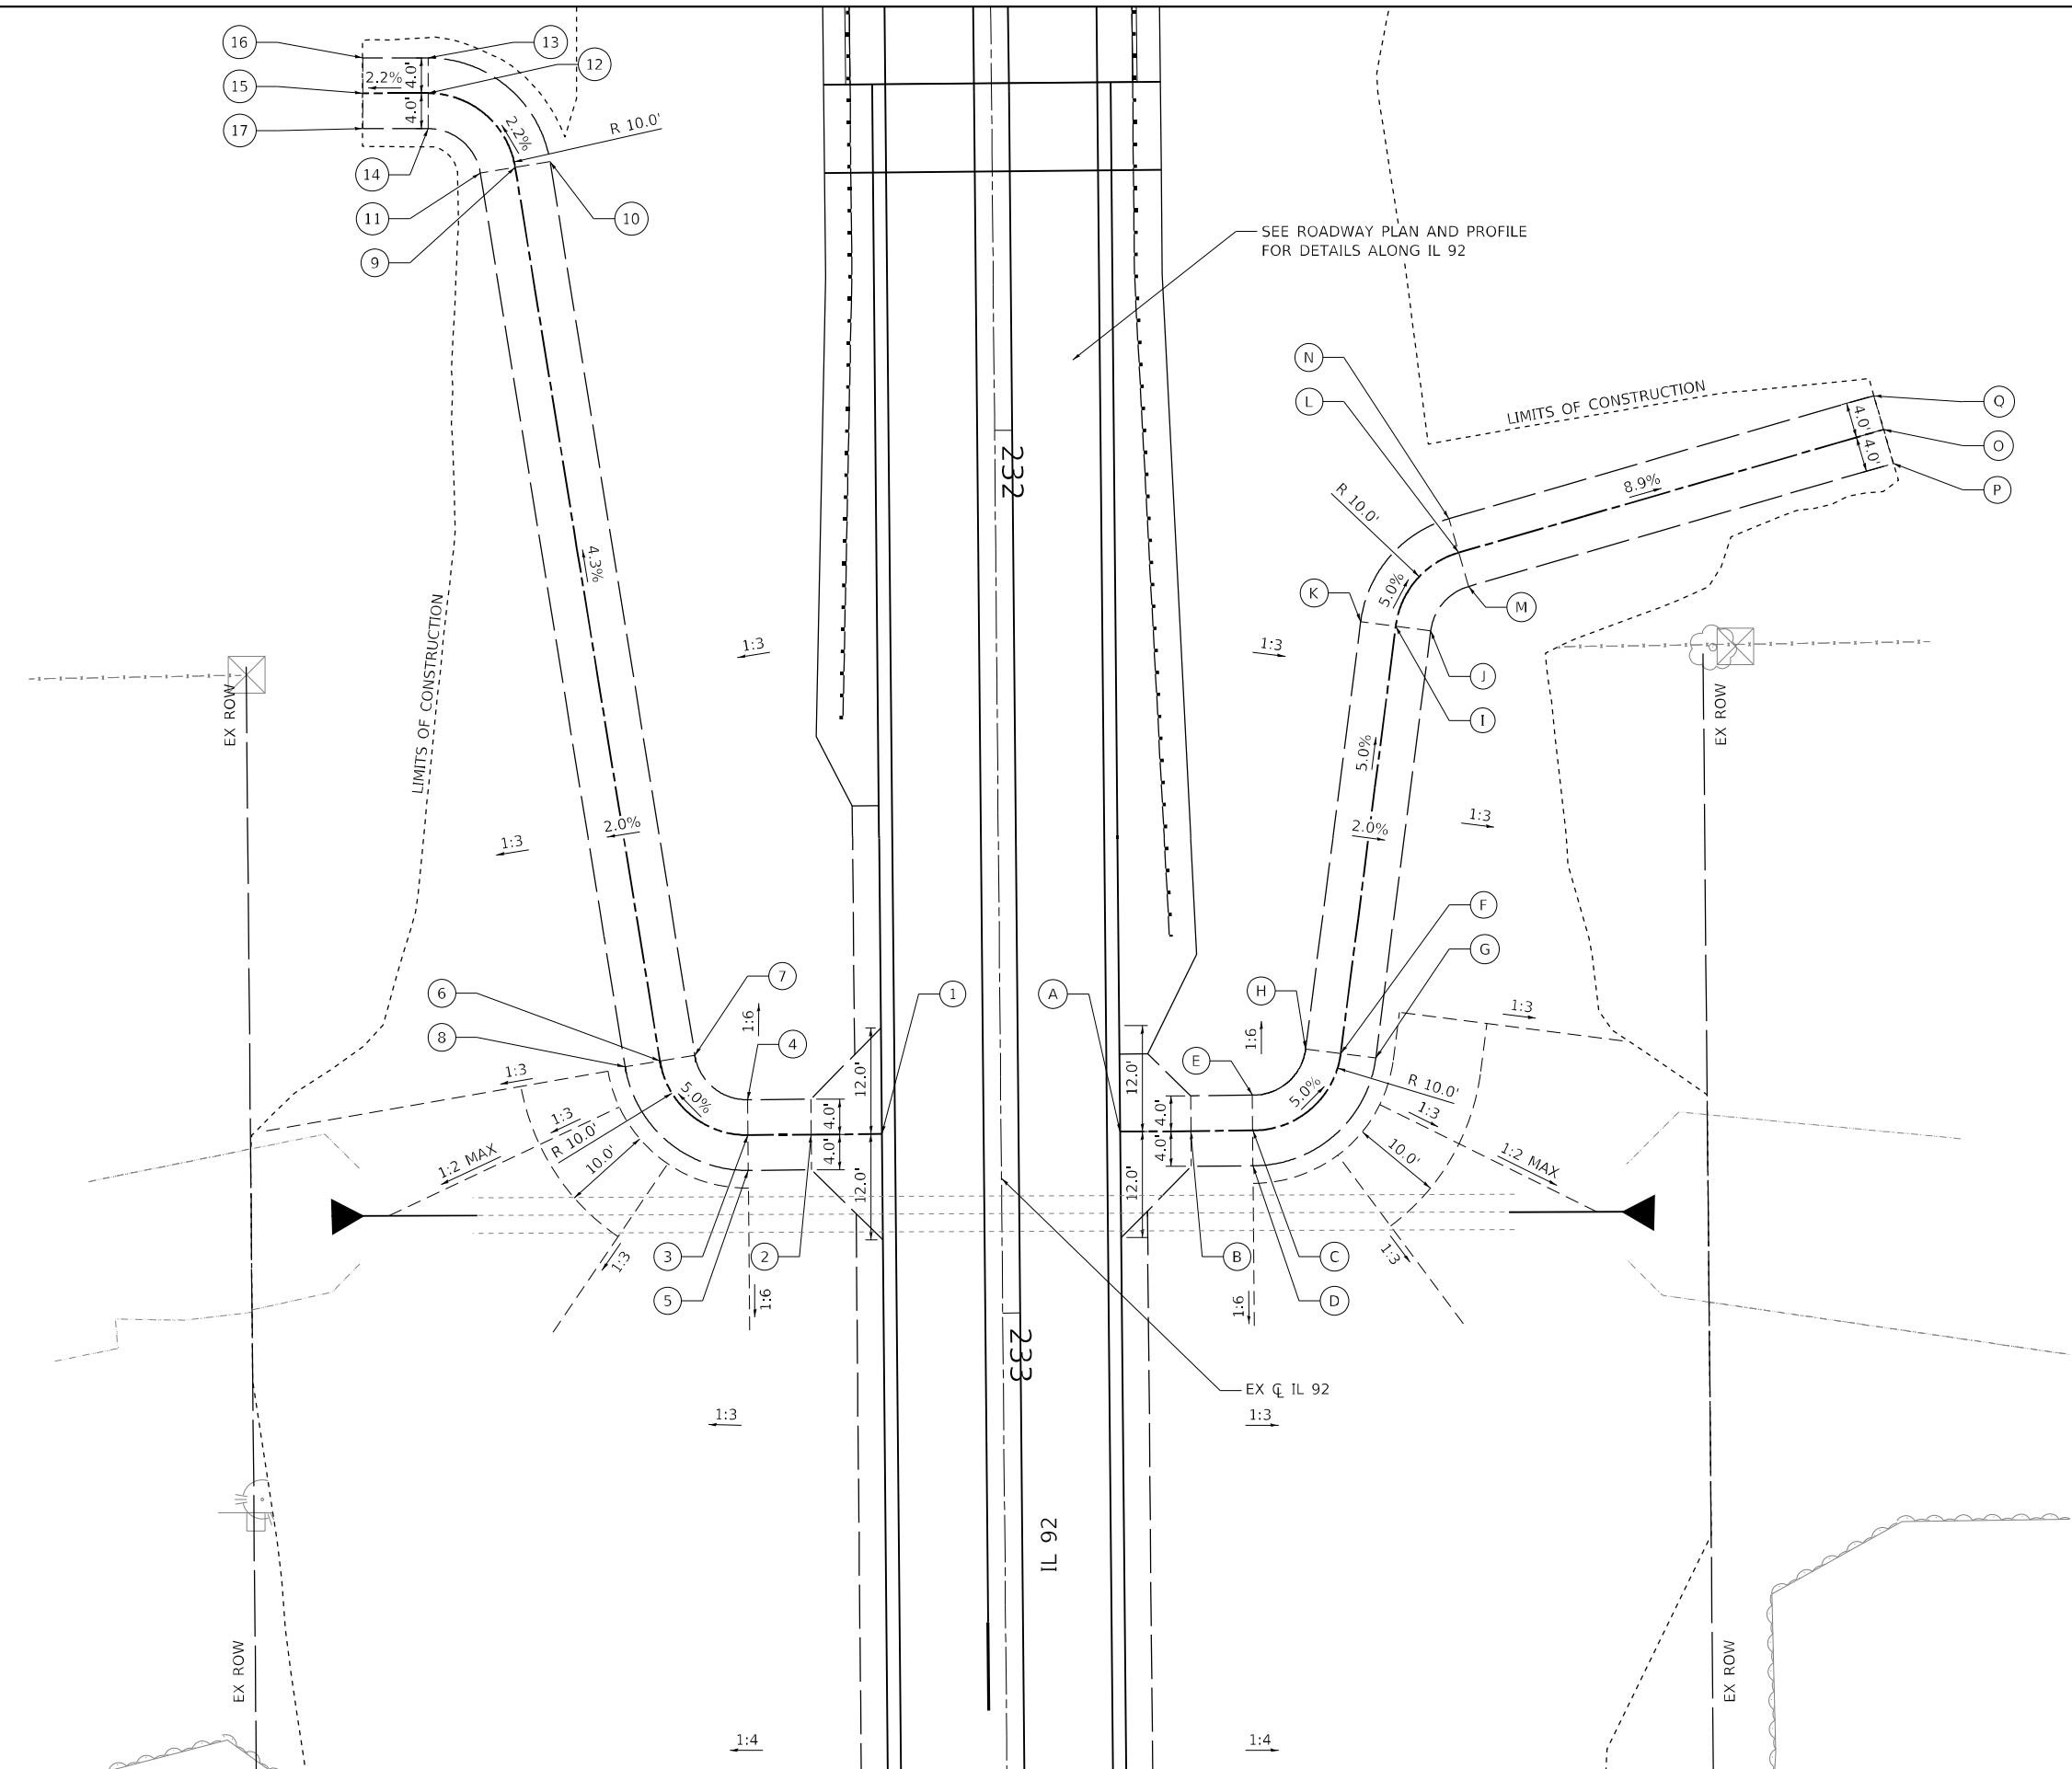 16
15
17
13
12
2.2%
4.0'
4.0'
2.2%
R 10.0'
14
11
9
10
SEE ROADWAY PLAN AND PROFILE
FOR DETAILS ALONG IL 92
N
L
LIMITS OF CONSTRUCTION
Q
O
P
4.0'
4.0'
8.9%
R 10.0'
232
4.3%
K
5.0%
M
J
I
LIMITS OF CONSTRUCTION
EX ROW
1:3
1:3
EX ROW
5.0%
2.0%
1:3
2.0%
1:3
F
G
6
8
7
4
1
A
H
E
1:6
1:6
1:3
1:3
12.0'
12.0'
5.0%
4.0'
4.0'
12.0'
1:3
R 10.0'
10.0'
1:2 MAX
4.0'
4.0'
12.0'
5.0%
R 10.0'
1:3
10.0'
1:2 MAX
3
2
5
B
C
D
1:3
1:3
1:6
1:6
233
EX ℄ IL 92
1:3
1:3
IL 92
EX ROW
EX ROW
1:4
1:4